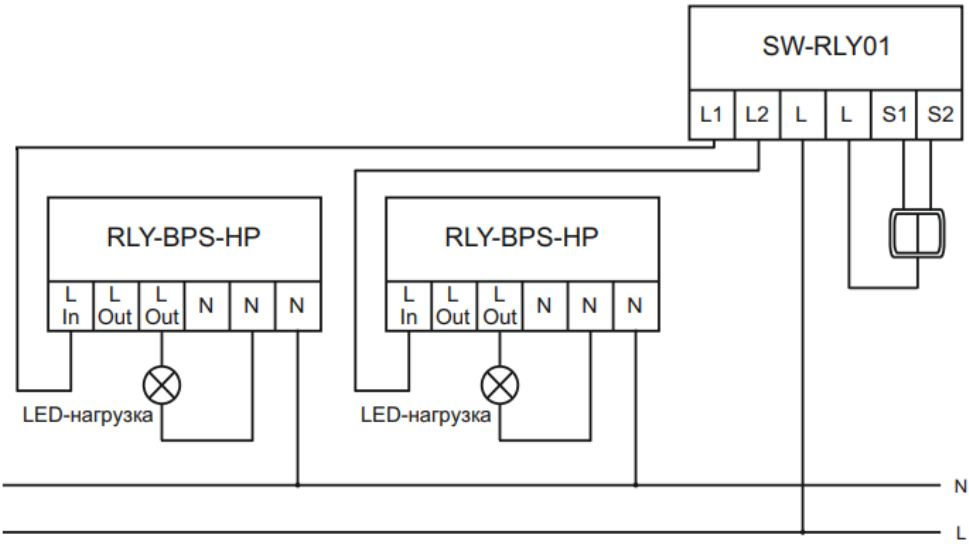 SW-RLY01
L1 L2 L L S1 S2
RLY-BPS-HP RLY-BPS-HP
L L L L L L
In Out Out N N N In Out Out N N N
LED-нагрузка LED-нагрузка
N
L